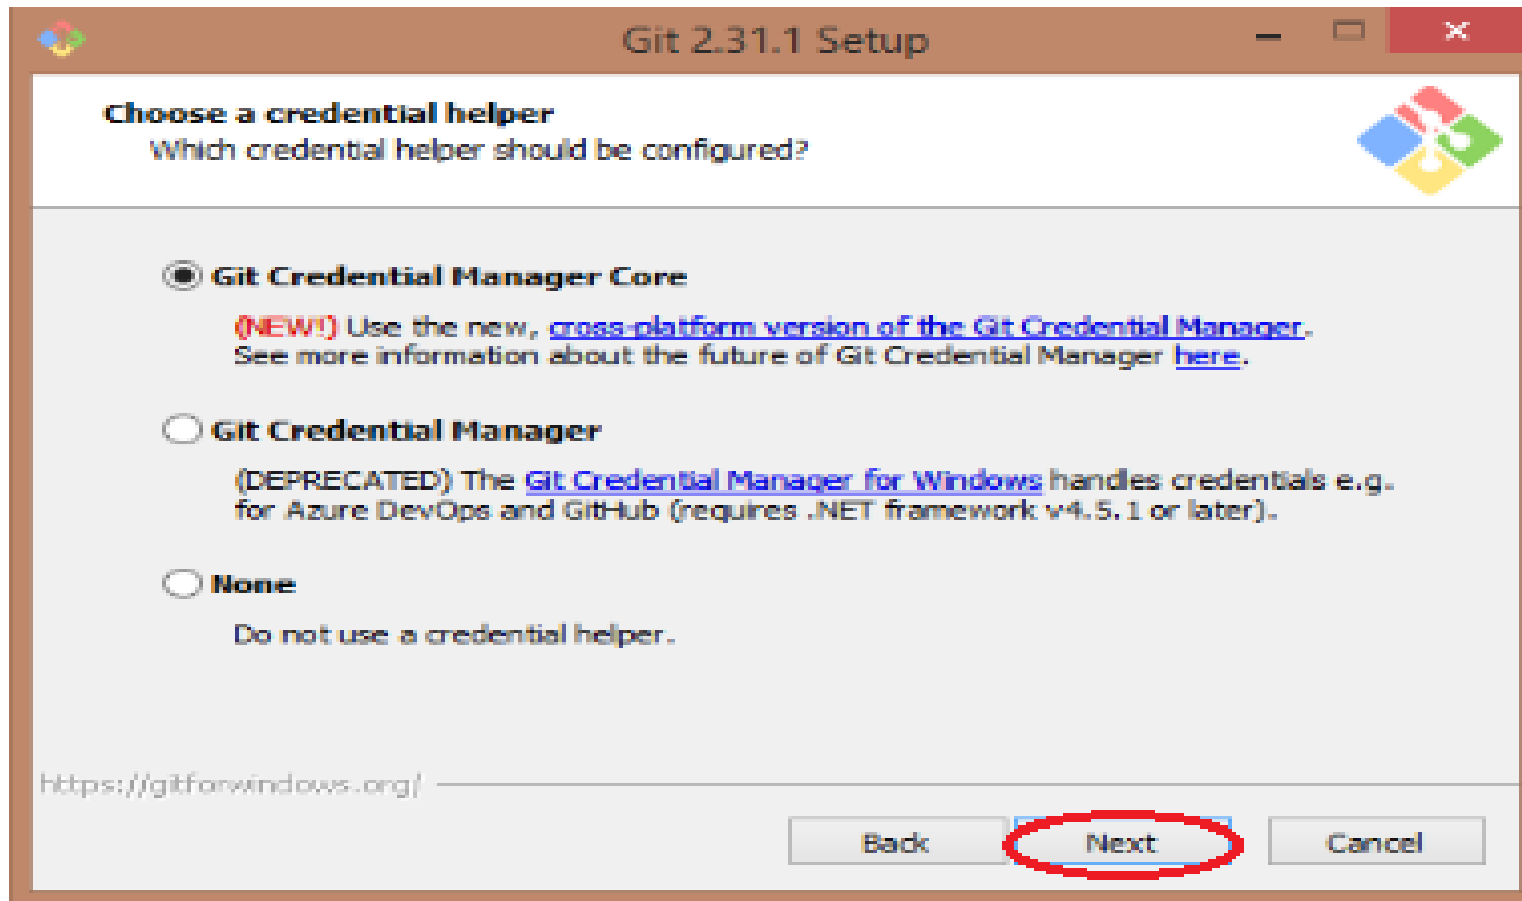 Git 2.31.1 Setup
Choose a credential helper
Which credential helper should be configured?
Git Credential Manager Core
(NEW!) Use the new, cross-platform version of the Git Credential Manager.
See more information about the future of Git Credential Manager here.
Git Credential Manager
(DEPRECATED) The Git Credential Manager for Windows handles credentials e.g.
for Azure DevOps and GitHub (requires .NET framework v4.5.1 or later).
None
Do not use a credential helper.
https://gitforwindows.org/
Back Next Cancel